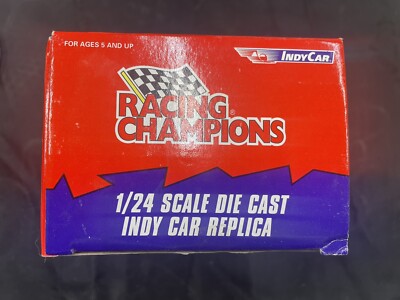 FOR AGES 5 AND UP
INDYCAR
RACING
CHAMPIONS®
1/24 SCALE DIE CAST
INDY CAR REPLICA